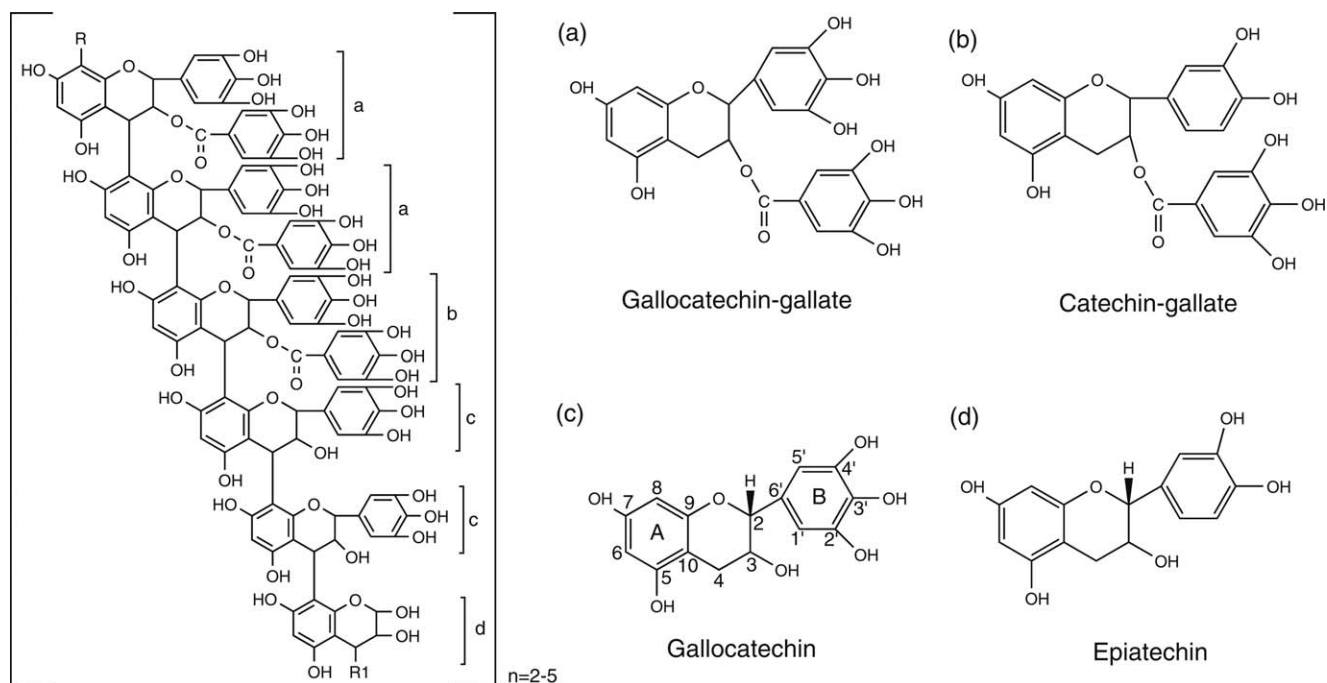 R
OH
HO O OH
OH
OH
O C OH
OH O OH
a
HO O OH
OH
OH
OH
O C OH
OH O OH
a
HO O OH
OH
OH
OH
O C OH
OH O OH
b
HO O OH
OH
OH
OH
OH
c
OH
HO O OH
OH
OH
OH
c
HO O OH
OH
OH R1
d
n=2-5
(a)
OH
HO O OH
OH
OH
O OH
C OH
O OH
Gallocatechin-gallate
(b)
OH
HO O OH
OH
O OH
C OH
O OH
Catechin-gallate
(c)
OH
5' 4'
H
HO 7 8 9 O 6' B 3' OH
A 2 1' 2'
6 5 10 4 3 OH OH
OH
Gallocatechin
(d)
OH
H
HO O OH
OH
OH
Epiatechin